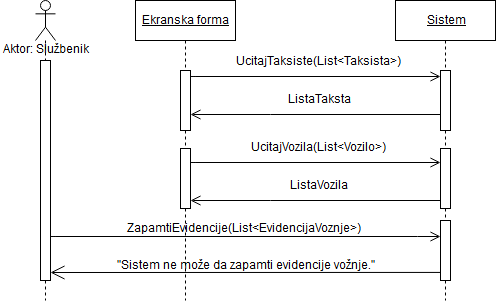 Ekranska forma
Sistem
Aktor: Službenik
UcitajTaksiste(List<Taksista>)
ListaTaksta
UcitajVozila(List<Vozilo>)
ListaVozila
ZapamtiEvidencije(List<EvidencijaVoznje>)
"Sistem ne može da zapamti evidencije vožnje."